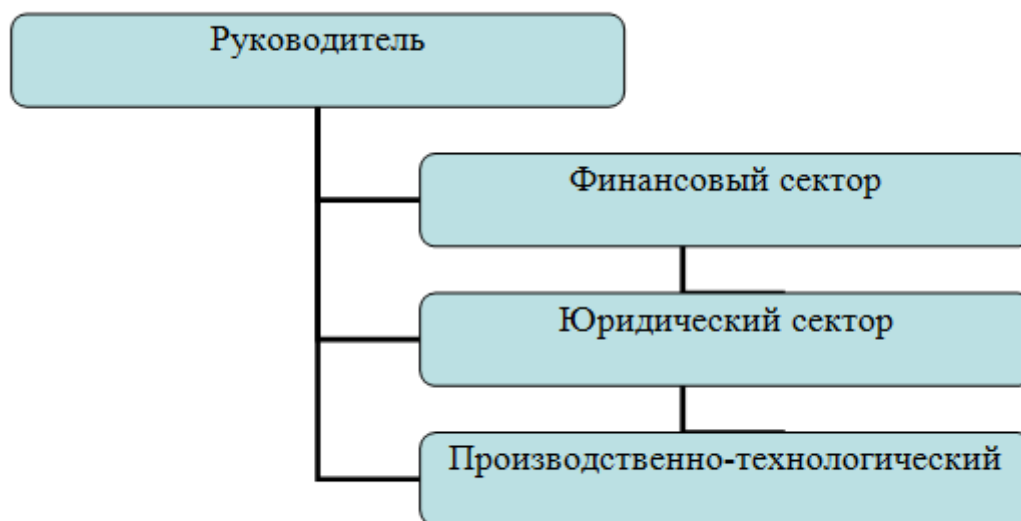 Руководитель
Финансовый сектор
Юридический сектор
Производственно-технологический